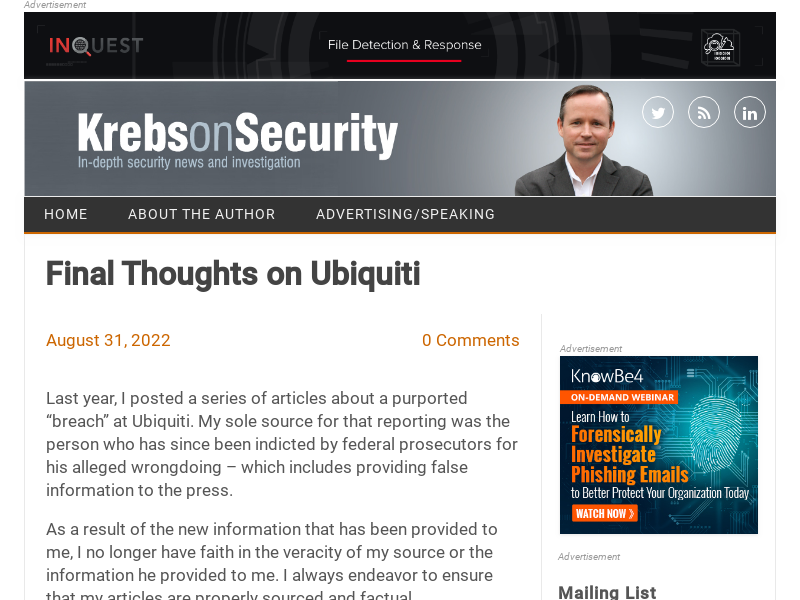 Advertisement
INQUEST
File Detection & Response
KrebsonSecurity
In-depth security news and investigation
HOME
ABOUT THE AUTHOR
ADVERTISING/SPEAKING
Final Thoughts on Ubiquiti
August 31, 2022
0 Comments
Last year, I posted a series of articles about a purported
“breach” at Ubiquiti. My sole source for that reporting was the
person who has since been indicted by federal prosecutors for
his alleged wrongdoing – which includes providing false
information to the press.
As a result of the new information that has been provided to
me, I no longer have faith in the veracity of my source or the
information he provided to me. I always endeavor to ensure
that my articles are properly sourced and factual.
Advertisement
KnowBe4
ON-DEMAND WEBINAR
Learn How to
Forensically
Investigate
Phishing Emails
to Better Protect Your Organization Today
WATCH NOW
Advertisement
Mailing List